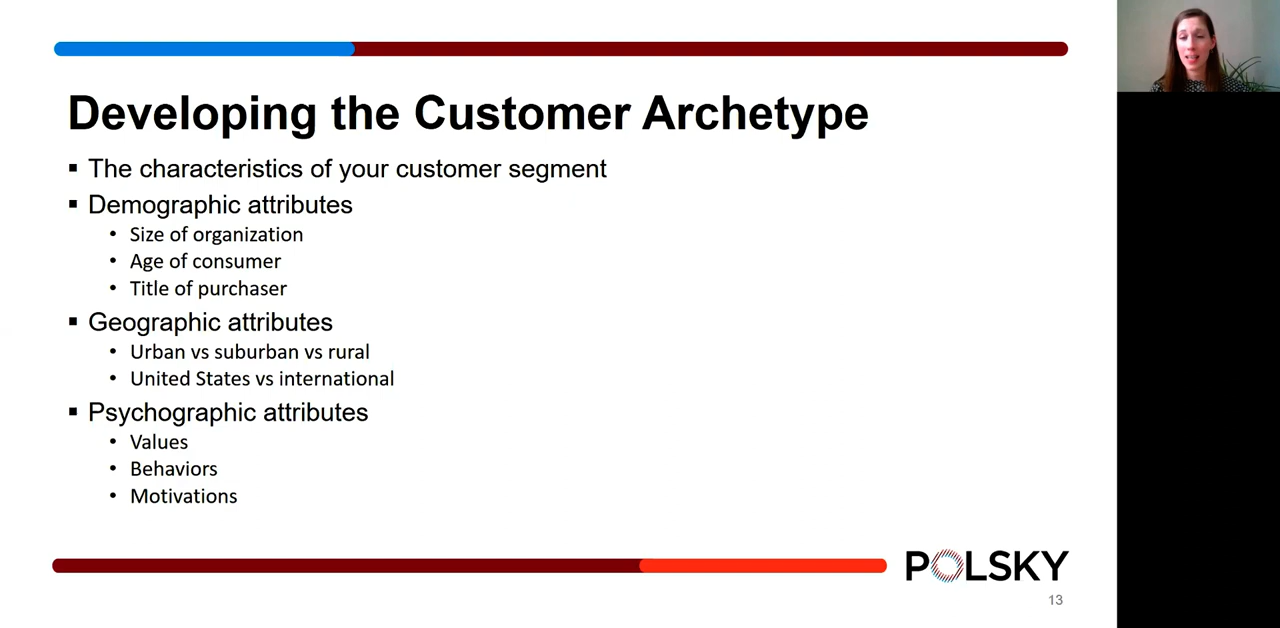 Developing the Customer Archetype
▪ The characteristics of your customer segment
▪ Demographic attributes
• Size of organization
• Age of consumer
• Title of purchaser
▪ Geographic attributes
• Urban vs suburban vs rural
• United States vs international
▪ Psychographic attributes
• Values
• Behaviors
• Motivations
POLSKY
13